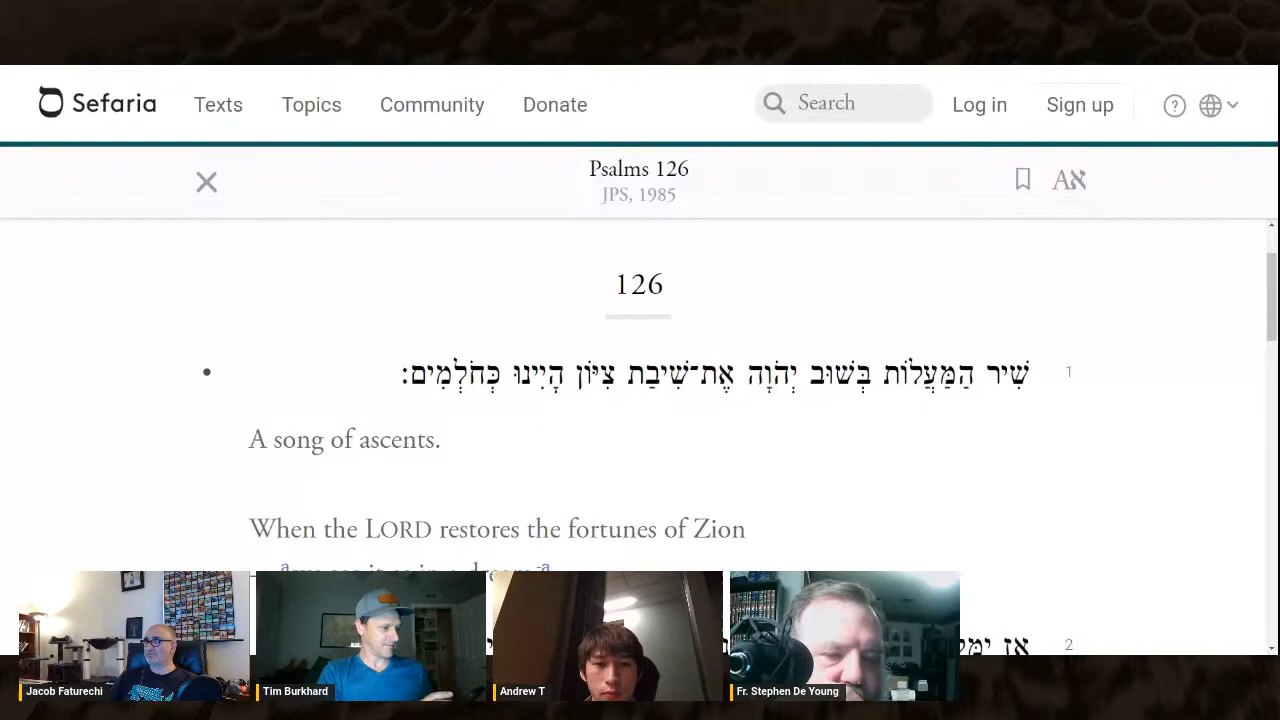 Sefaria Texts Topics Community Donate Search Log in Sign up
Psalms 126
JPS, 1985
Aא
126
שִׁיר הַמַּעֲלוֹת בְּשׁוּב יְהֹוָה אֶת־שִׁיבַת צִיּוֹן הָיִינוּ כְּחֹלְמִים׃
1
A song of ascents.
When the LORD restores the fortunes of Zion
2
Jacob Faturechi
Tim Burkhard
Andrew T
Fr. Stephen De Young